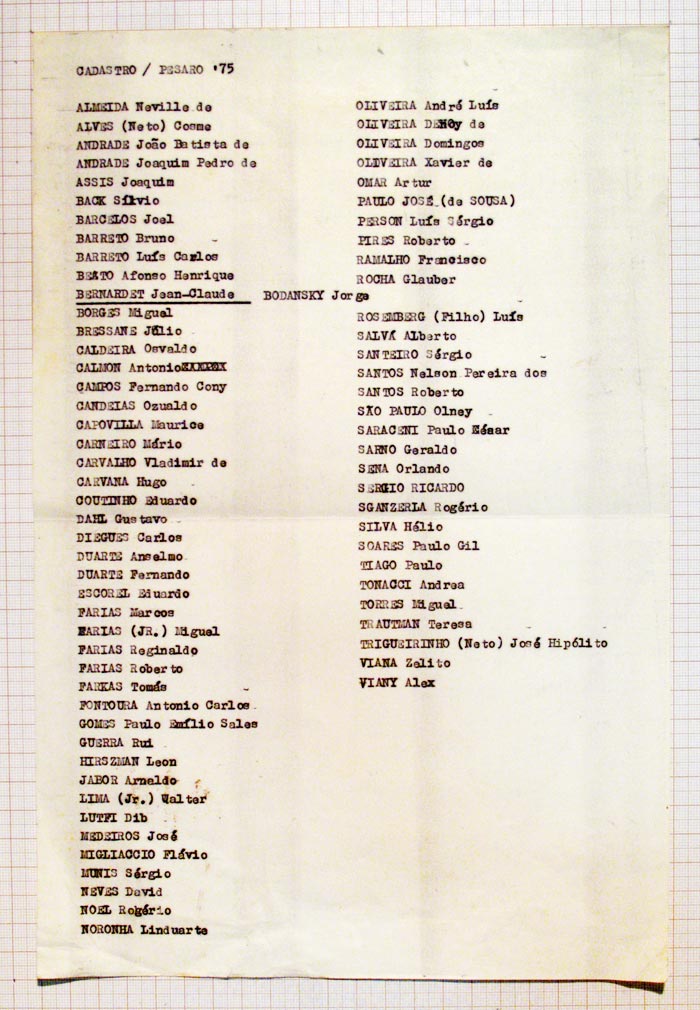 CADASTRO / PESARO '75
ALMEIDA Neville de
ALVES (Neto) Cosme
ANDRADE João Batista de
ANDRADE Joaquim Pedro de
ASSIS Joaquim
BACK Sílvio
BARCELOS Joel
BARRETO Bruno
BARRETO Luís Carlos
BEATO Afonso Henrique
BERNARDET Jean-Claude BODANSKY Jorge
BORGES Miguel
BRESSANE Júlio
CALDEIRA Osvaldo
CALMON Antonio
CAMPOS Fernando Cony
CANDEIAS Ozualdo
CAPOVILLA Maurice
CARNEIRO Mário
CARVALHO Vladimir de
CARVANA Hugo
COUTINHO Eduardo
DAHL Gustavo
DIEGUES Carlos
DUARTE Anselmo
DUARTE Fernando
ESCOREL Eduardo
FARIAS Marcos
FARIAS (JR.) Miguel
FARIAS Reginaldo
FARIAS Roberto
FARKAS Tomás
FONTOURA Antonio Carlos
GOMES Paulo Emílio Sales
GUERRA Rui
HIRSZMAN Leon
JABOR Arnaldo
LIMA (Jr.) Walter
LUTFI Dib
MEDEIROS José
MIGLIACCIO Flávio
MUNIS Sérgio
NEVES David
NOEL Rogério
NORONHA Linduarte
OLIVEIRA André Luís
OLIVEIRA de
OLIVEIRA Domingos
OLIVEIRA Xavier de
OMAR Artur
PAULO JOSÉ (de SOUSA)
PERSON Luís Sérgio
PIRES Roberto
RAMALHO Francisco
ROCHA Glauber
ROSEMBERG (Filho) Luís
SALVÁ ALberto
SANTEIRO Sérgio
SANTOS Nelson Pereira dos
SANTOS Roberto
SÃO PAULO Olney
SARACENI Paulo César
SARNO Geraldo
SENA Orlando
SERGIO RICARDO
SGANZERLA Rogério
SILVA Hélio
SOARES Paulo Gil
TIAGO Paulo
TONACCI Andrea
TORRES Miguel
TRAUTMAN Teresa
TRIGUEIRINHO (Neto) José Hipólito
VIANA Zelito
VIANY Alex